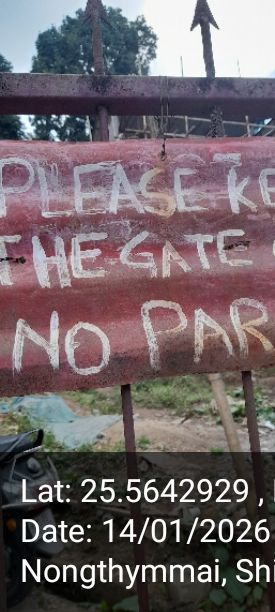 PLEASE KE
THE GATE
NO PAR
Lat: 25.5642929 ,
Date: 14/01/2026
Nongthymmai, Shi